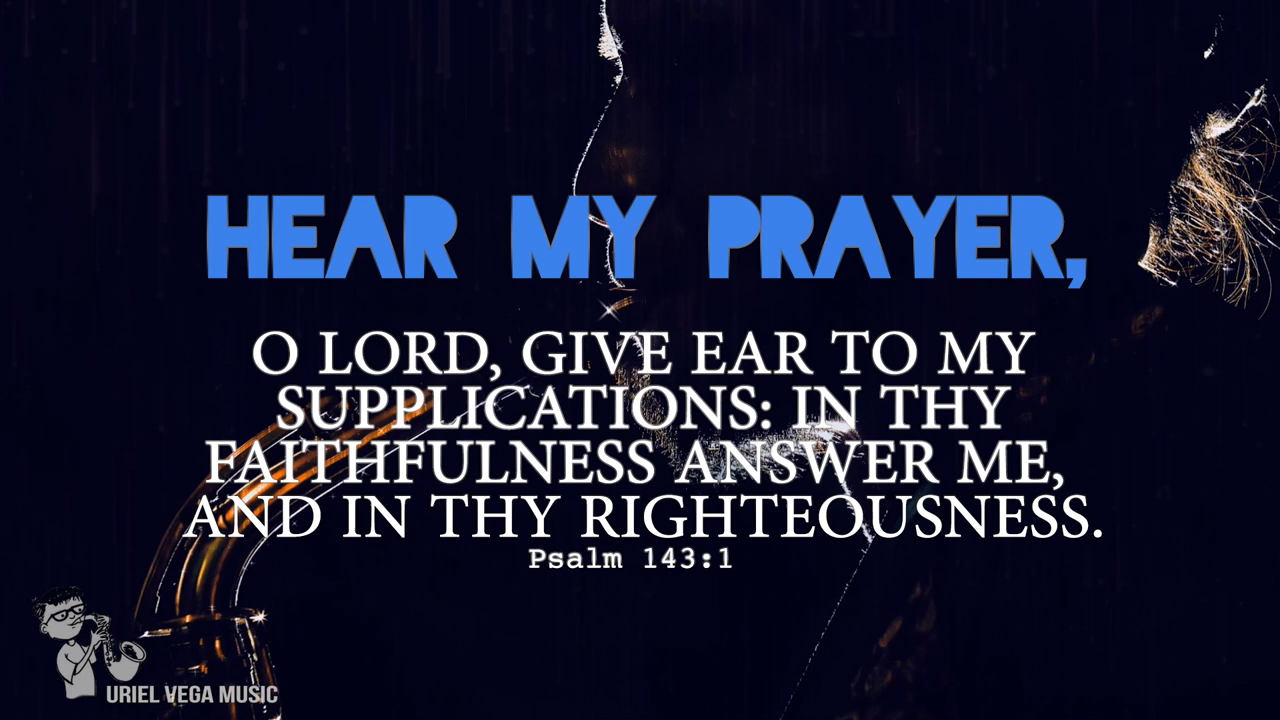 HEAR MY PRAYER,
O LORD, GIVE EAR TO MY
SUPPLICATIONS: IN THY
FAITHFULNESS ANSWER ME,
AND IN THY RIGHTEOUSNESS.
Psalm 143:1
URIEL VEGA MUSIC